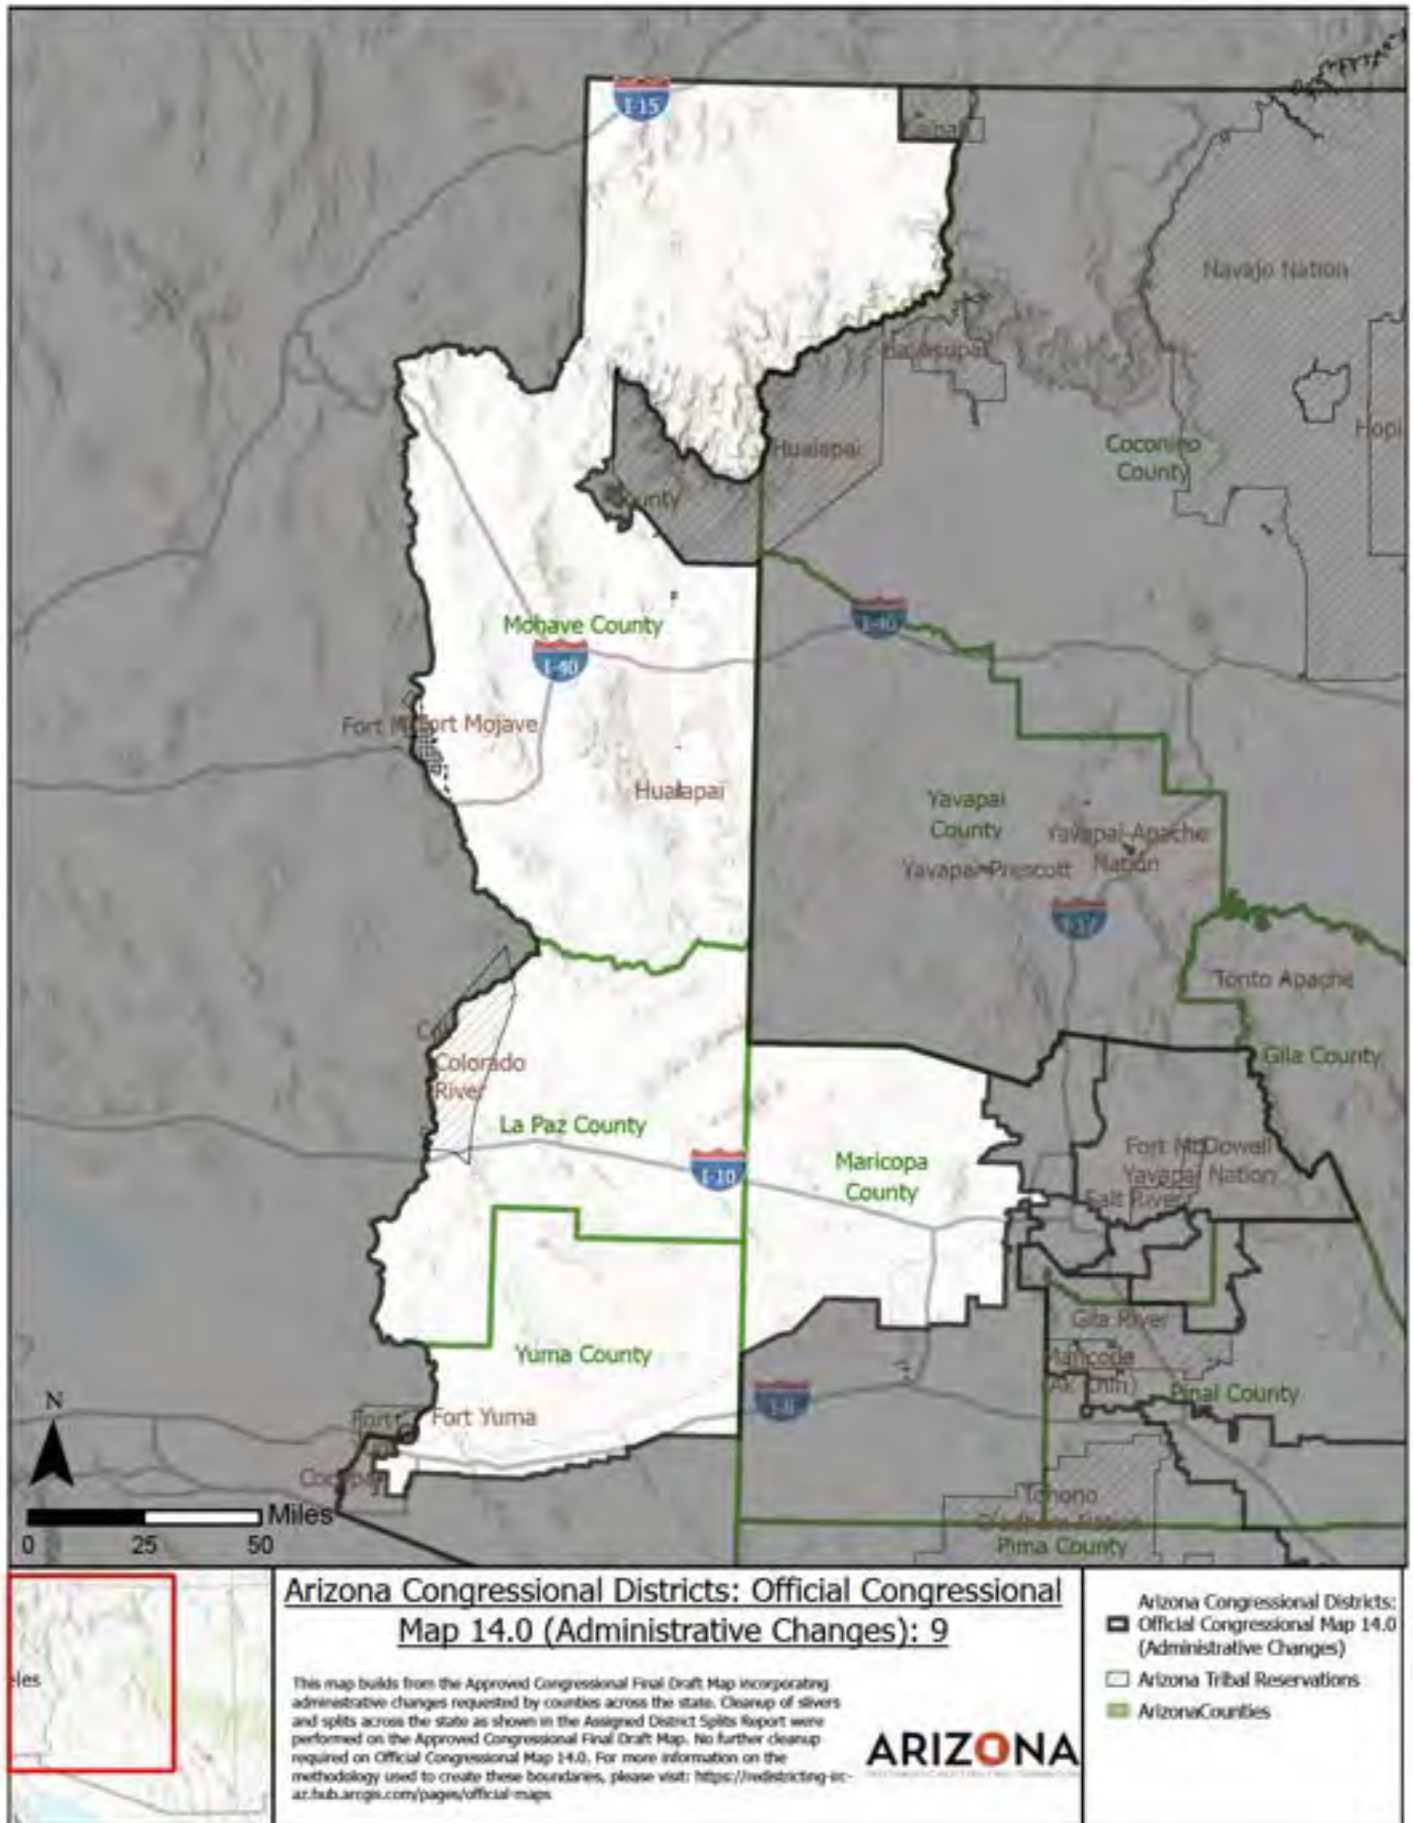 I-15
Navajo Nation
Hualapai
Hopi
Coconino
County
County
Mohave County
I-40
I-40
Fort Mojave
Hualapai
Yavapai
County
Yavapai-Apache
Nation
Yavapai-Prescott
I-17
Tonto Apache
Gila County
Colorado
River
La Paz County
I-10
Maricopa
County
Fort McDowell
Yavapai Nation
Salt River
Gila River
Yuma County
Maricopa
(Ak Chin)
Pinal County
I-8
N
Fort Yuma
Tohono
Pima County
Miles
0 25 50
Arizona Congressional Districts: Official Congressional
Map 14.0 (Administrative Changes): 9
This map builds from the Approved Congressional Final Draft Map incorporating
administrative changes requested by counties across the state. Cleanup of slivers
and splits across the state as shown in the Assigned District Splits Report were
performed on the Approved Congressional Final Draft Map. No further cleanup
required on Official Congressional Map 14.0. For more information on the
methodology used to create these boundaries, please visit: https://redistricting-irc-
az.hub.arcgis.com/pages/official-maps
ARIZONA
Arizona Congressional Districts:
Official Congressional Map 14.0
(Administrative Changes)
Arizona Tribal Reservations
ArizonaCounties